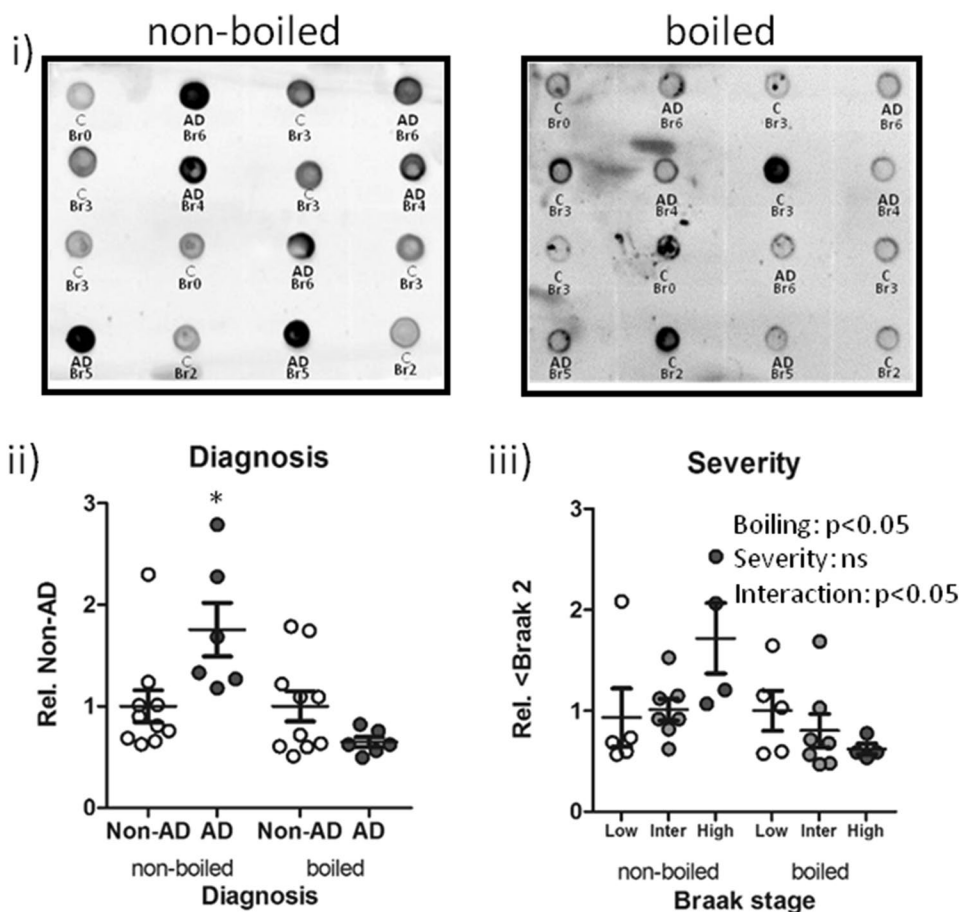 non-boiled
boiled
i)
C AD C AD
Br0 Br6 Br3 Br6
C AD C AD
Br3 Br4 Br3 Br4
C C AD C
Br3 Br0 Br6 Br3
AD C AD C
Br5 Br2 Br5 Br2
C AD C AD
Br0 Br6 Br3 Br6
C AD C AD
Br3 Br4 Br3 Br4
C C AD C
Br3 Br0 Br6 Br3
AD C AD C
Br5 Br2 Br5 Br2
ii)
Diagnosis
*
Rel. Non-AD
3
2
1
0
Non-AD AD Non-AD AD
non-boiled boiled
Diagnosis
iii)
Severity
Boiling: p<0.05
Severity: ns
Interaction: p<0.05
Rel. <Braak 2
3
2
1
0
Low Inter High Low Inter High
non-boiled boiled
Braak stage